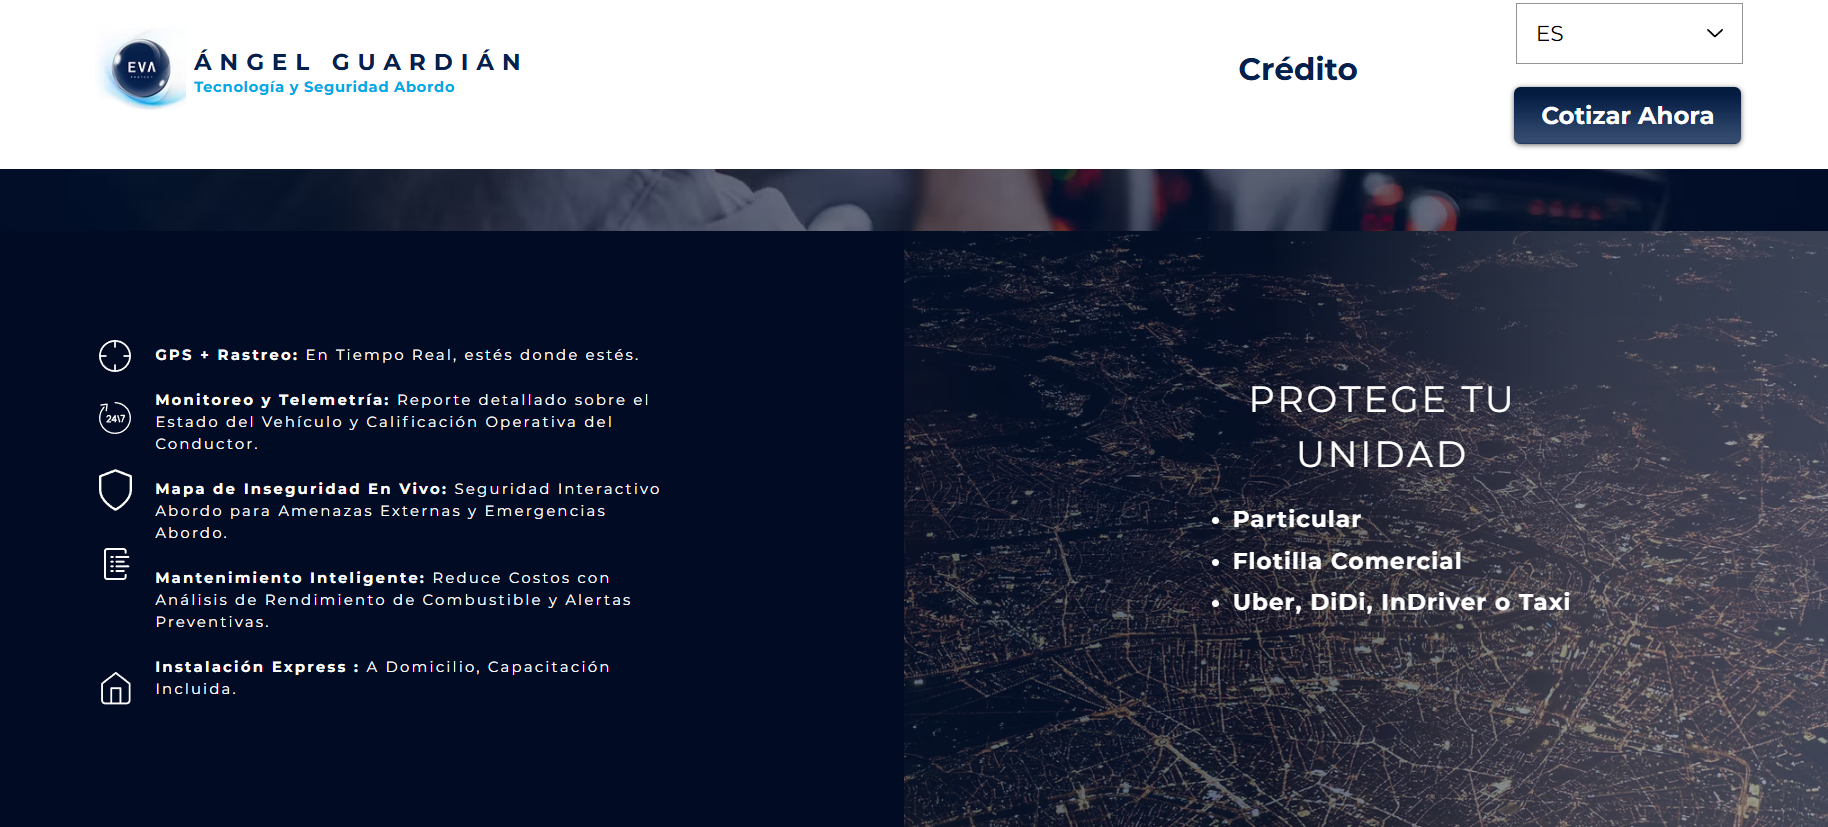 EVA
ÁNGEL GUARDIÁN
Tecnología y Seguridad Abordo
Crédito
ES
Cotizar Ahora
GPS + Rastreo: En Tiempo Real, estés donde estés.
24\7
Monitoreo y Telemetría: Reporte detallado sobre el
Estado del Vehículo y Calificación Operativa del
Conductor.
Mapa de Inseguridad En Vivo: Seguridad Interactivo
Abordo para Amenazas Externas y Emergencias
Abordo.
Mantenimiento Inteligente: Reduce Costos con
Análisis de Rendimiento de Combustible y Alertas
Preventivas.
Instalación Express : A Domicilio, Capacitación
Incluida.
PROTEGE TU
UNIDAD
• Particular
• Flotilla Comercial
• Uber, DiDi, InDriver o Taxi